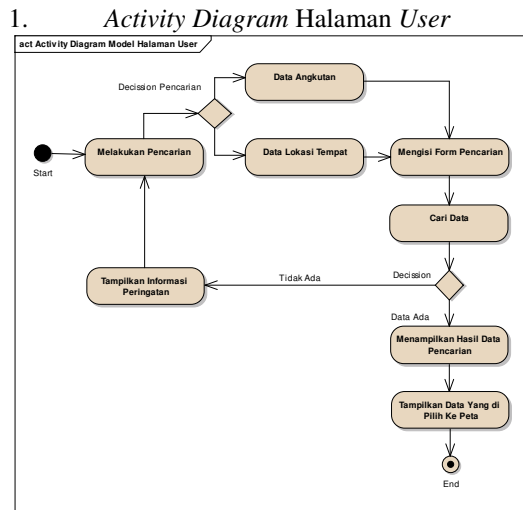 1. Activity Diagram Halaman User
act Activity Diagram Model Halaman User
Decission Pencarian
Data Angkutan
Melakukan Pencarian
Data Lokasi Tempat
Mengisi Form Pencarian
Start
Cari Data
Tampilkan Informasi
Peringatan
Tidak Ada
Decission
Data Ada
Menampilkan Hasil Data
Pencarian
Tampilkan Data Yang di
Pilih Ke Peta
End